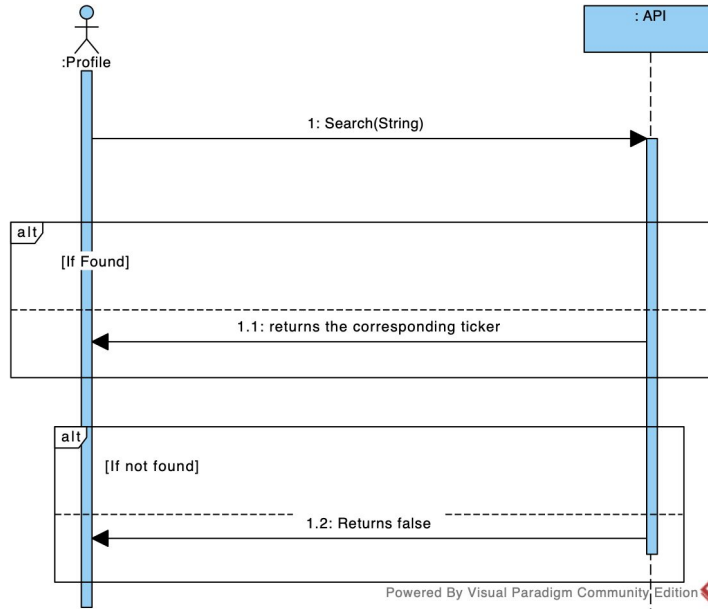 :Profile
: API
1: Search(String)
alt
[If Found]
1.1: returns the corresponding ticker
alt
[If not found]
1.2: Returns false
Powered By Visual Paradigm Community Edition